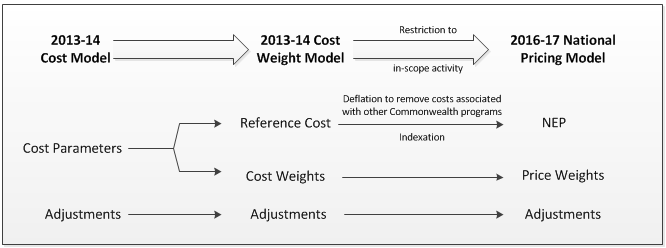 2013-14
Cost Model
2013-14 Cost
Weight Model
Restriction to
in-scope activity
2016-17 National
Pricing Model
Cost Parameters
Reference Cost
Deflation to remove costs associated
with other Commonwealth programs
Indexation
NEP
Cost Weights
Price Weights
Adjustments
Adjustments
Adjustments